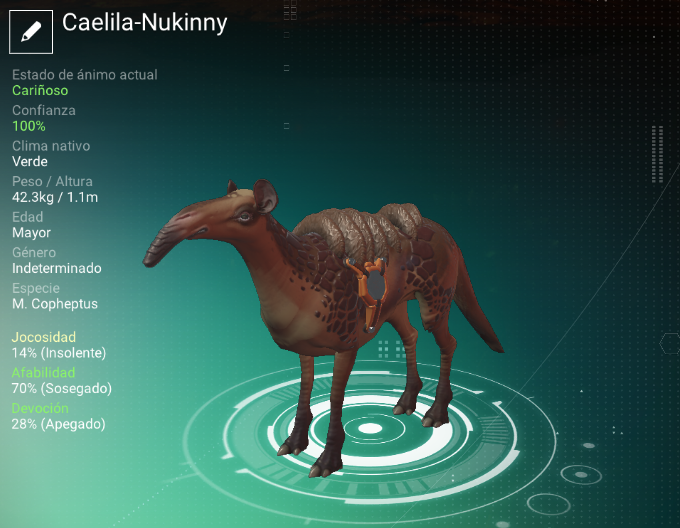 Caelila-Nukinny
Estado de ánimo actual
Cariñoso
Confianza
100%
Clima nativo
Verde
Peso / Altura
42.3kg / 1.1m
Edad
Mayor
Género
Indeterminado
Especie
M. Copheptus
Jocosidad
14% (Insolente)
Afabilidad
70% (Sosegado)
Devoción
28% (Apegado)